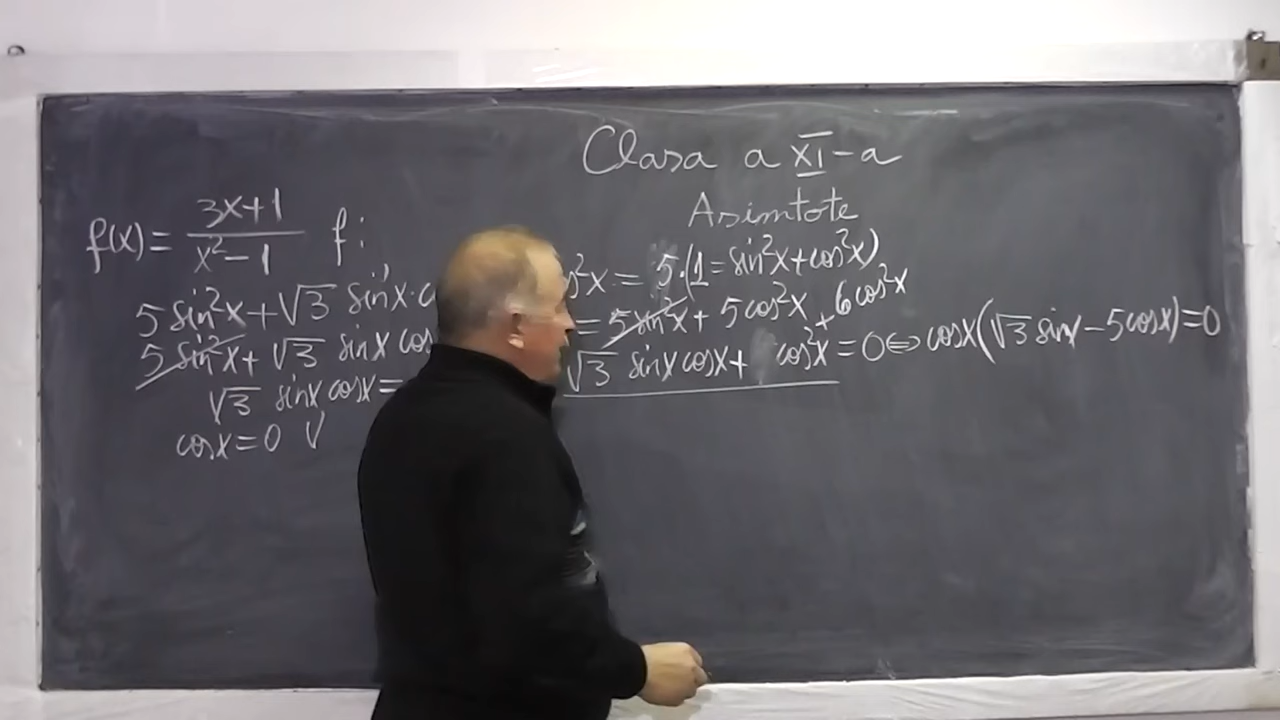 Clasa a XI-a
Asimtote
f(x) = (3x+1)/(x²-1) f:
5 sin²x + √3 sinx· = 5·(1 = sin²x + cos²x)
5 sin²x + √3 sinx cos = 5 sin²x + 5 cos²x + 6 cos²x
√3 sinx cosx = √3 sinx cosx + cos²x = 0 ⇔ cosx(√3 sinx - 5cosx) = 0
cosx = 0 √